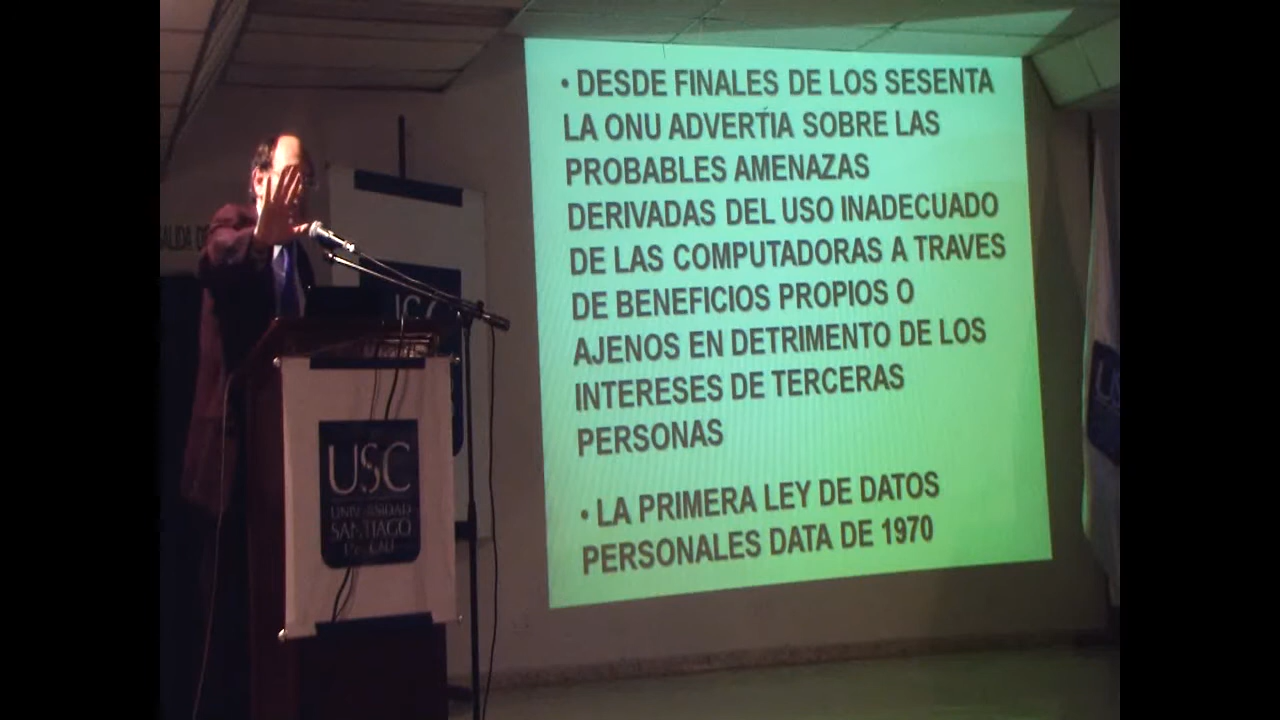 • DESDE FINALES DE LOS SESENTA
LA ONU ADVERTIA SOBRE LAS
PROBABLES AMENAZAS
DERIVADAS DEL USO INADECUADO
DE LAS COMPUTADORAS A TRAVES
DE BENEFICIOS PROPIOS O
AJENOS EN DETRIMENTO DE LOS
INTERESES DE TERCERAS
PERSONAS
• LA PRIMERA LEY DE DATOS
PERSONALES DATA DE 1970
USC
UNIVERSIDAD
SANTIAGO
DE CALI